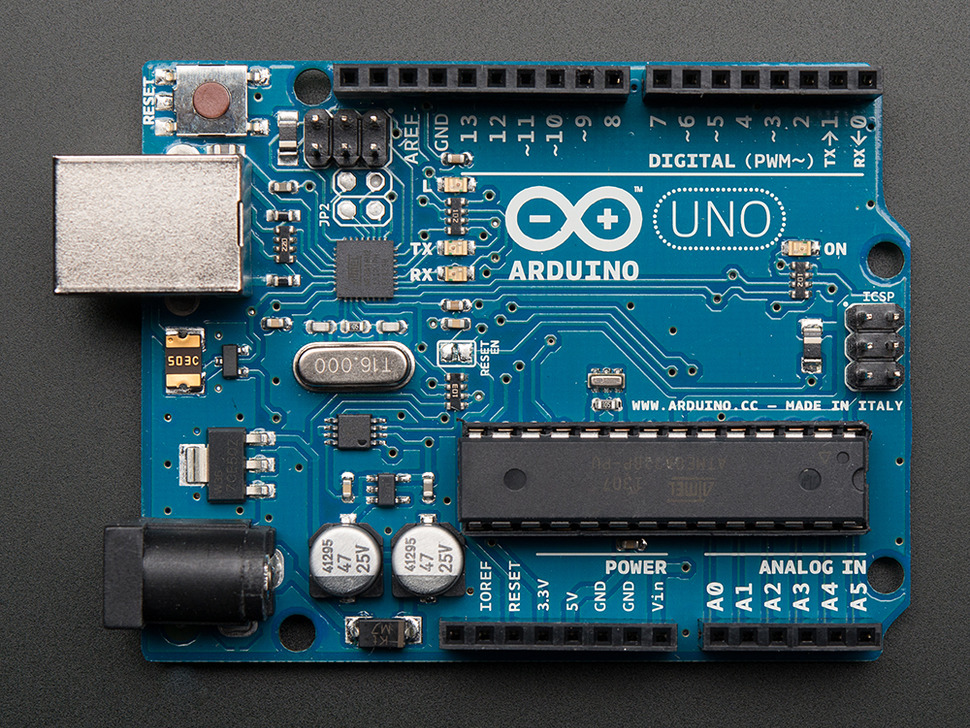 RESET
AREF
GND
13
12
~11
~10
~9
8
7
~6
~5
4
~3
2
TX→1
RX←0
DIGITAL (PWM~)
L
JP2
TX
RX
™
UNO
ARDUINO
ON
ICSP
RESET
EN
503C
T16.000
WWW.ARDUINO.CC – MADE IN ITALY
41295
47
25V
41295
47
25V
POWER
ANALOG IN
IOREF
RESET
3.3V
5V
GND
GND
Vin
A0
A1
A2
A3
A4
A5
M7